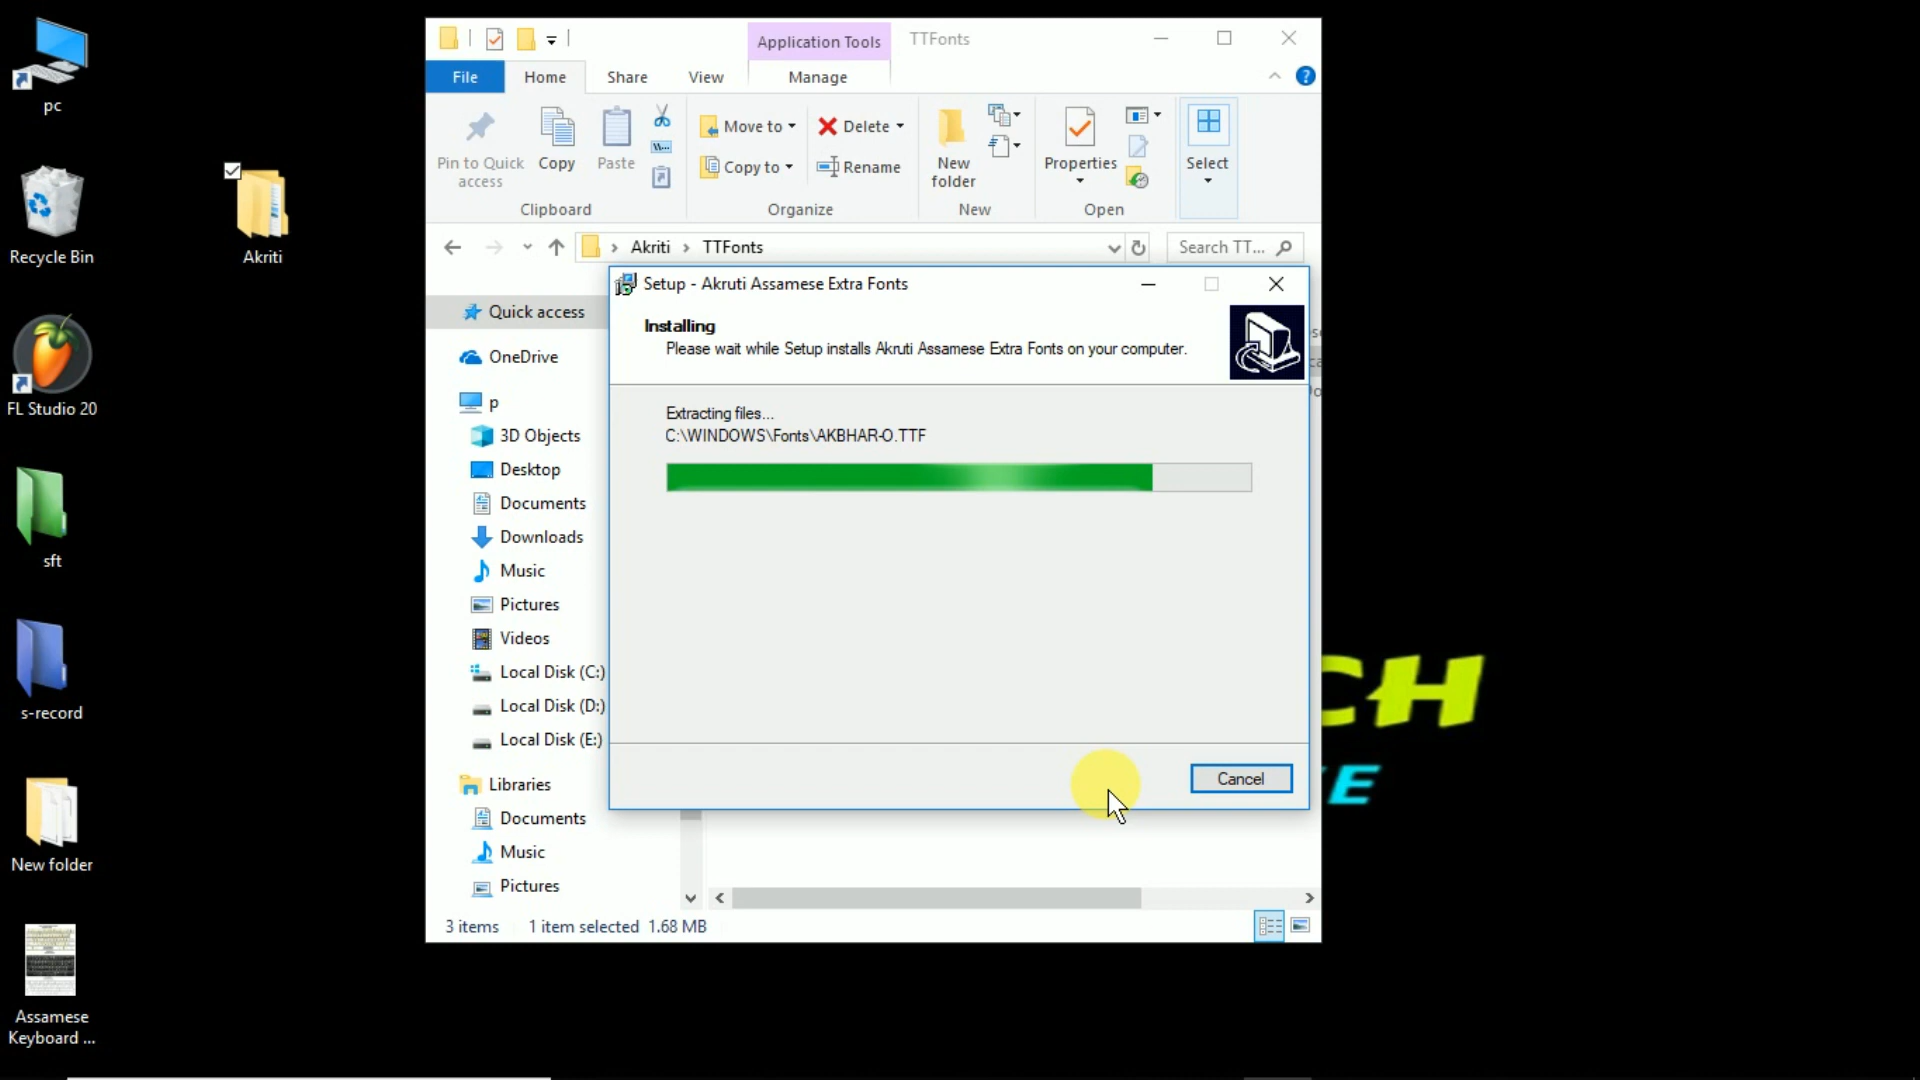 pc
Recycle Bin
FL Studio 20
sft
s-record
New folder
Assamese
Keyboard ...
Akriti
Application Tools
TTFonts
File
Home
Share
View
Manage
Pin to Quick
access
Copy
Paste
Clipboard
Move to
Copy to
Delete
Rename
Organize
New
folder
New
Properties
Open
Select
Akriti
TTFonts
Search TT...
Quick access
OneDrive
p
3D Objects
Desktop
Documents
Downloads
Music
Pictures
Videos
Local Disk (C:)
Local Disk (D:)
Local Disk (E:)
Libraries
Documents
Music
Pictures
3 items
1 item selected 1.68 MB
Setup - Akruti Assamese Extra Fonts
Installing
Please wait while Setup installs Akruti Assamese Extra Fonts on your computer.
Extracting files...
C:\WINDOWS\Fonts\AKBHAR-O.TTF
Cancel
CH
E